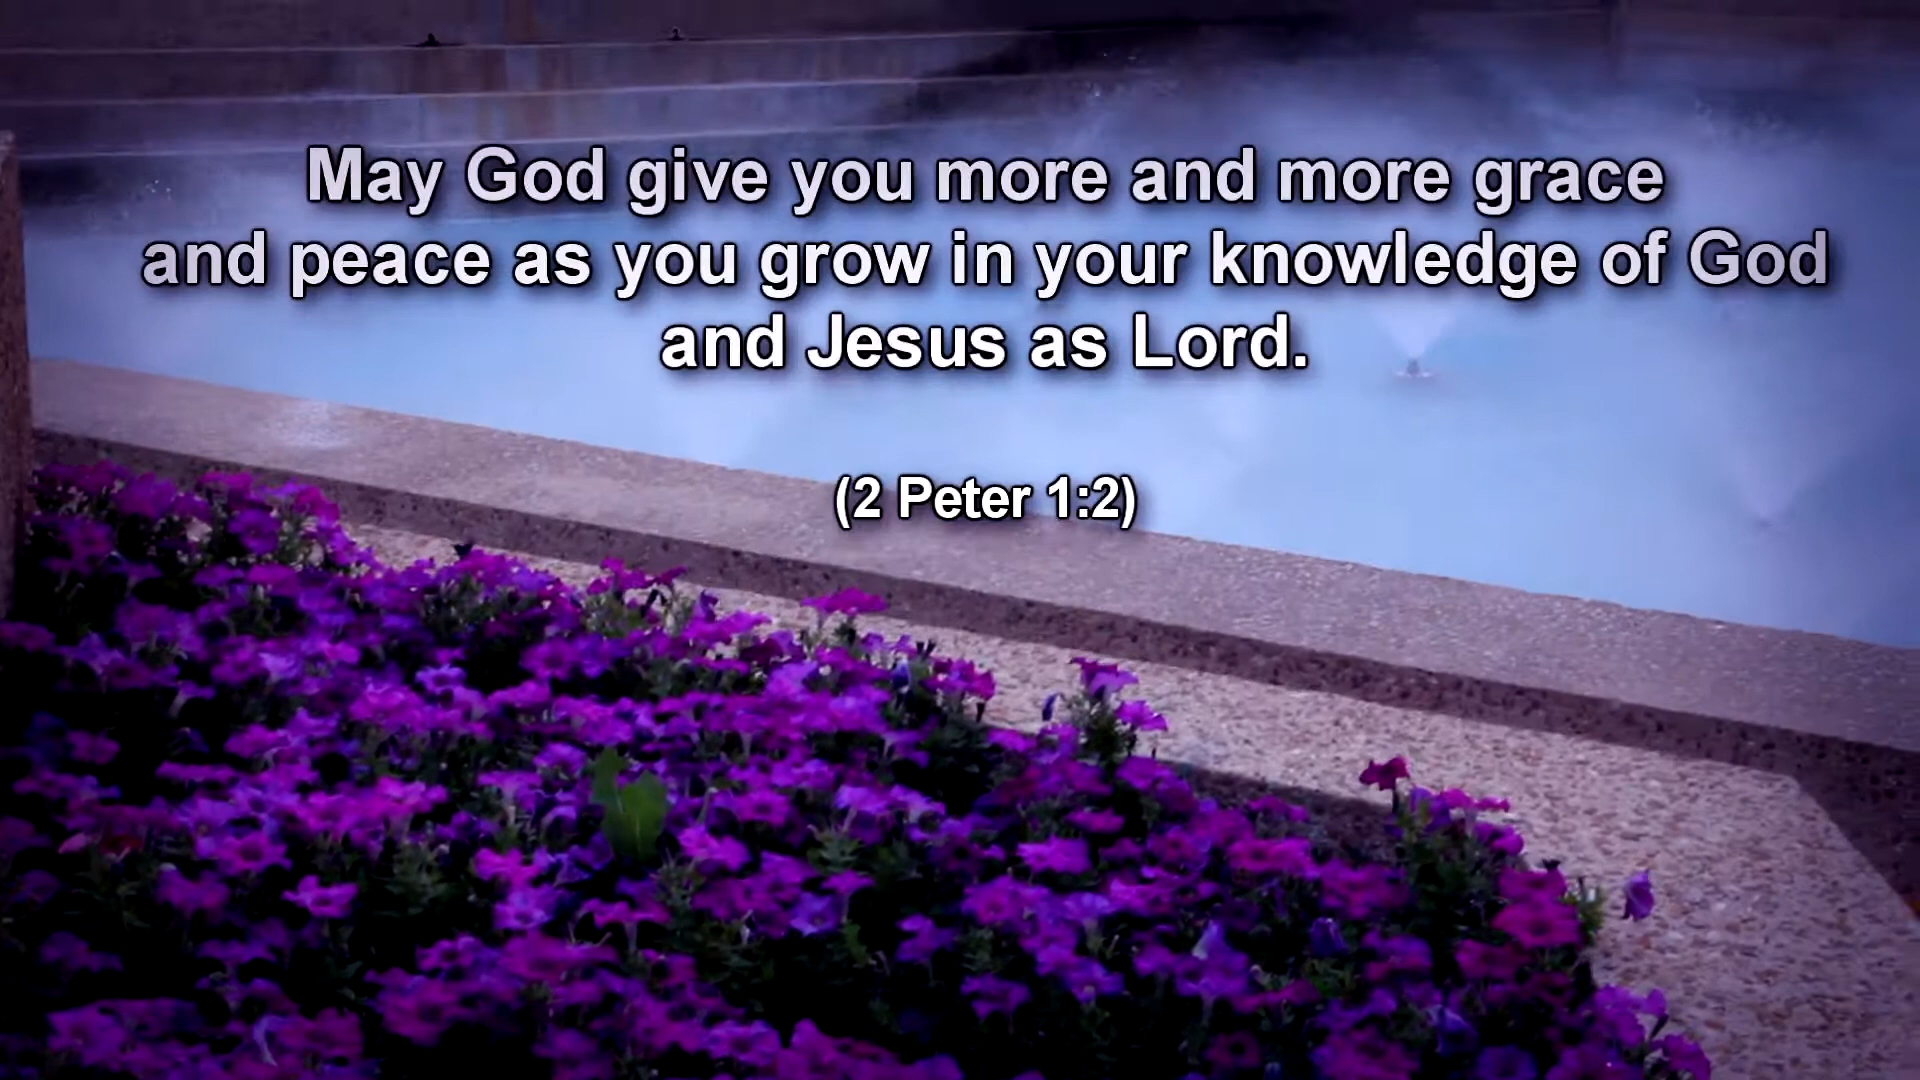 May God give you more and more grace
and peace as you grow in your knowledge of God
and Jesus as Lord.
(2 Peter 1:2)